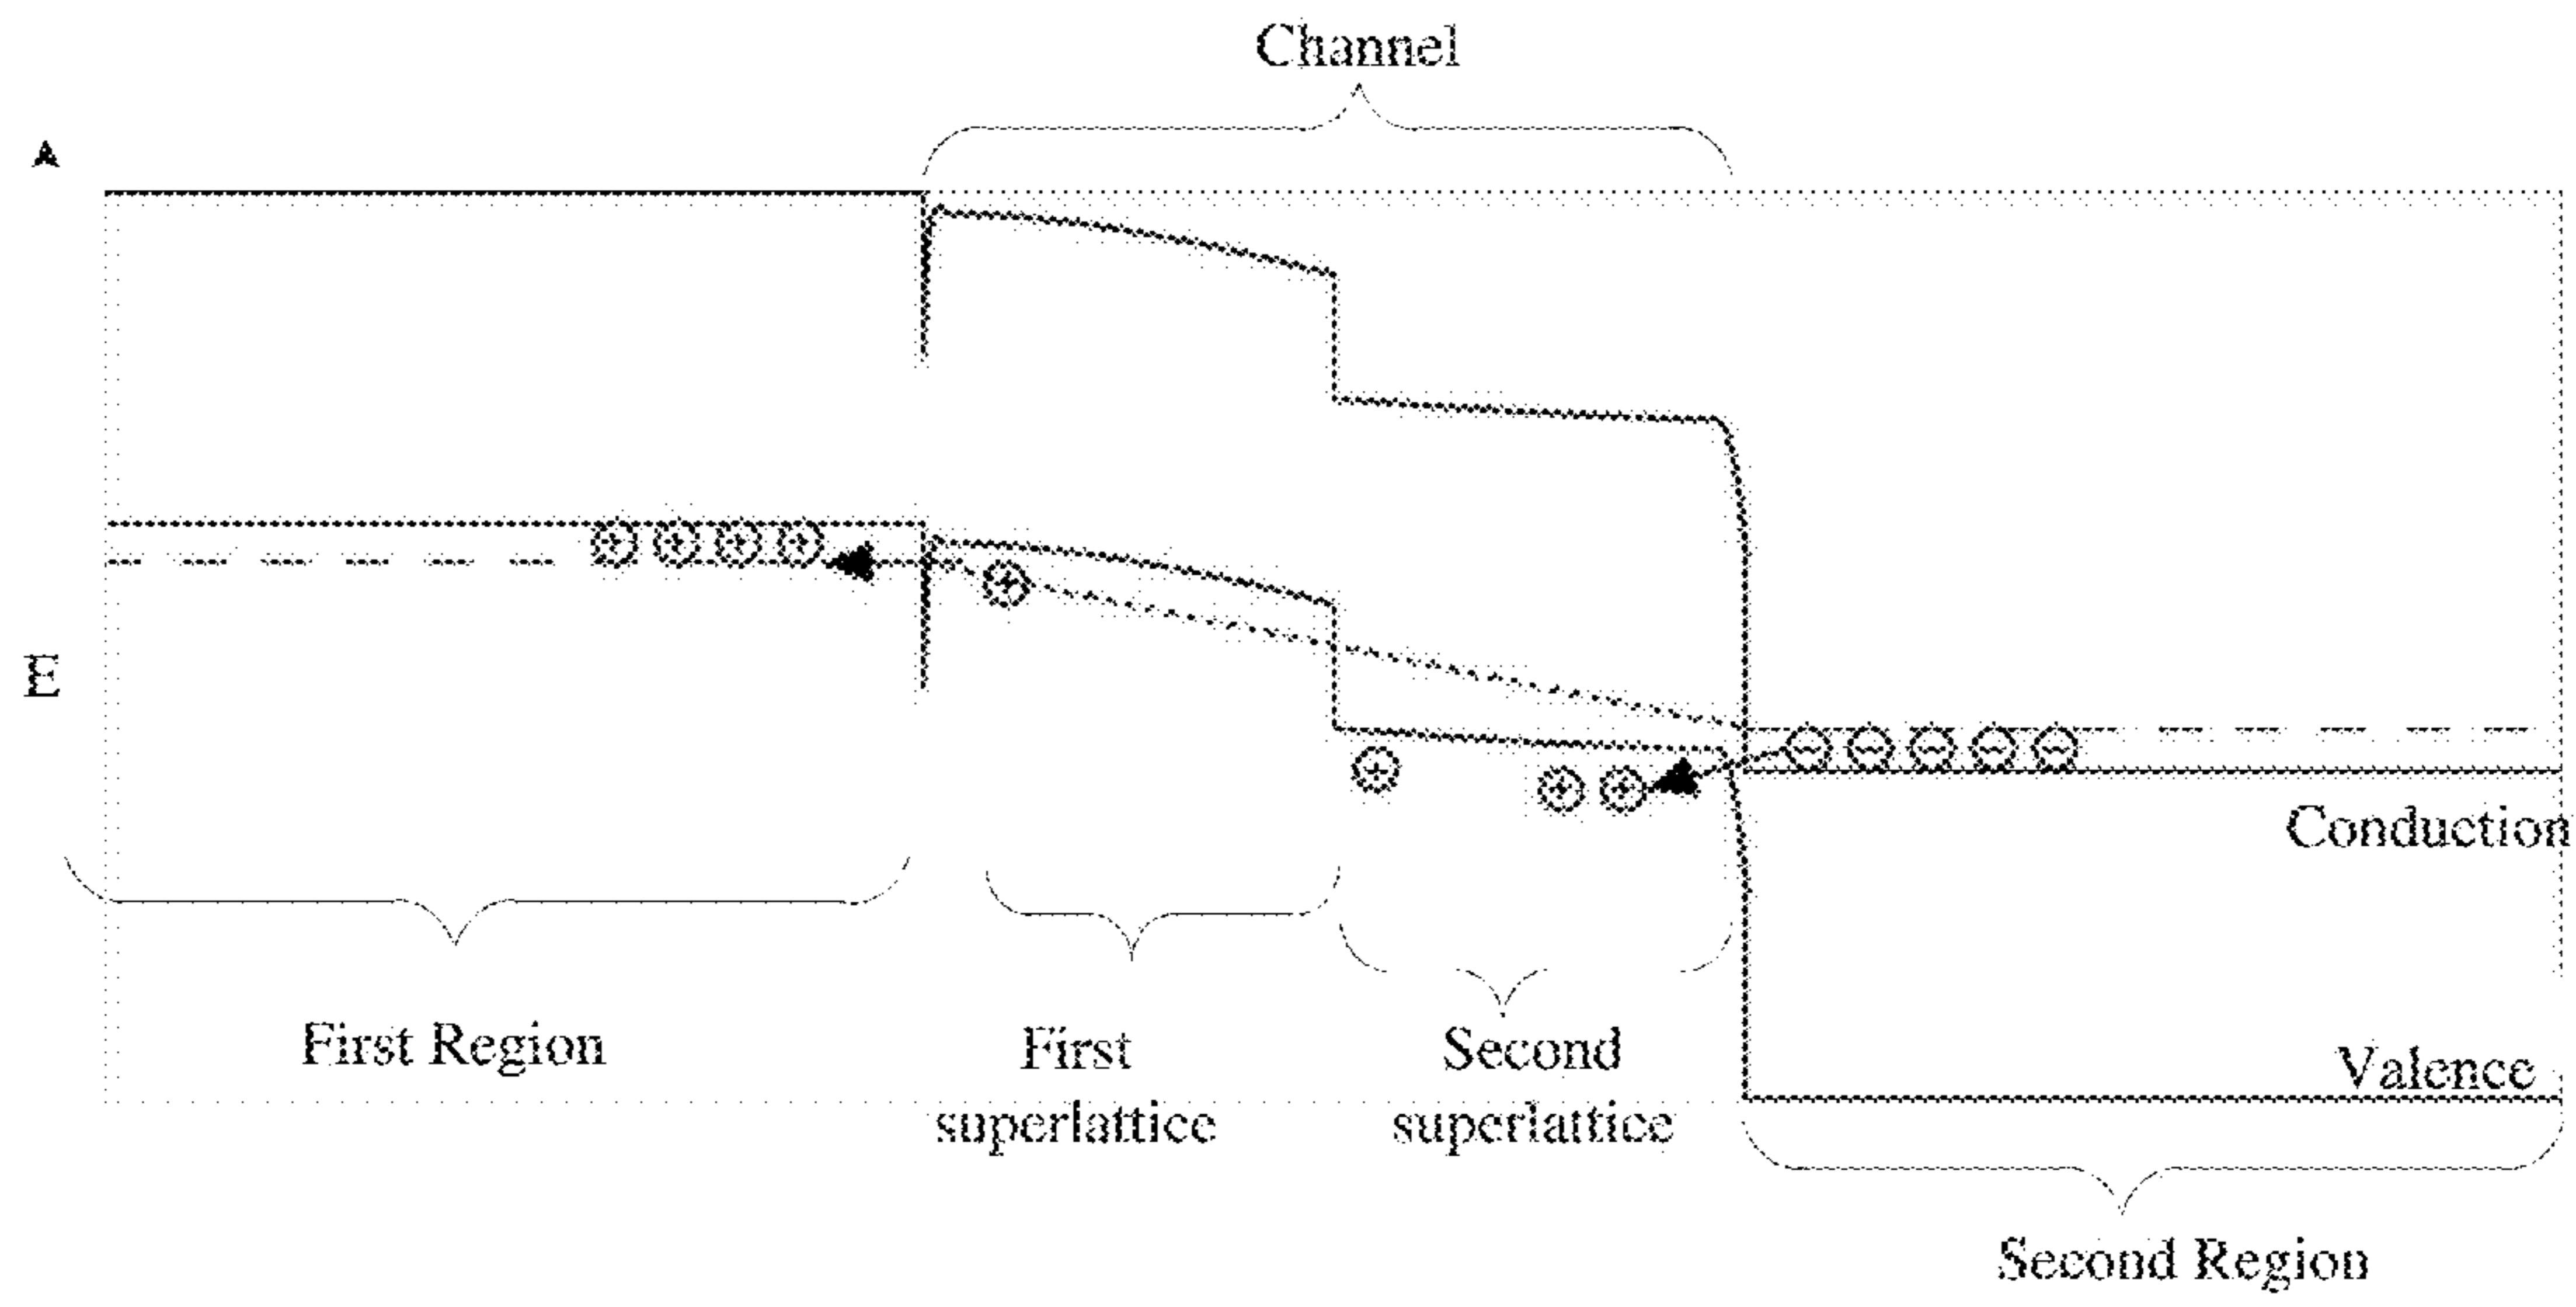 Channel
E
Conduction
Valence
First Region
First
superlattice
Second
superlattice
Second Region